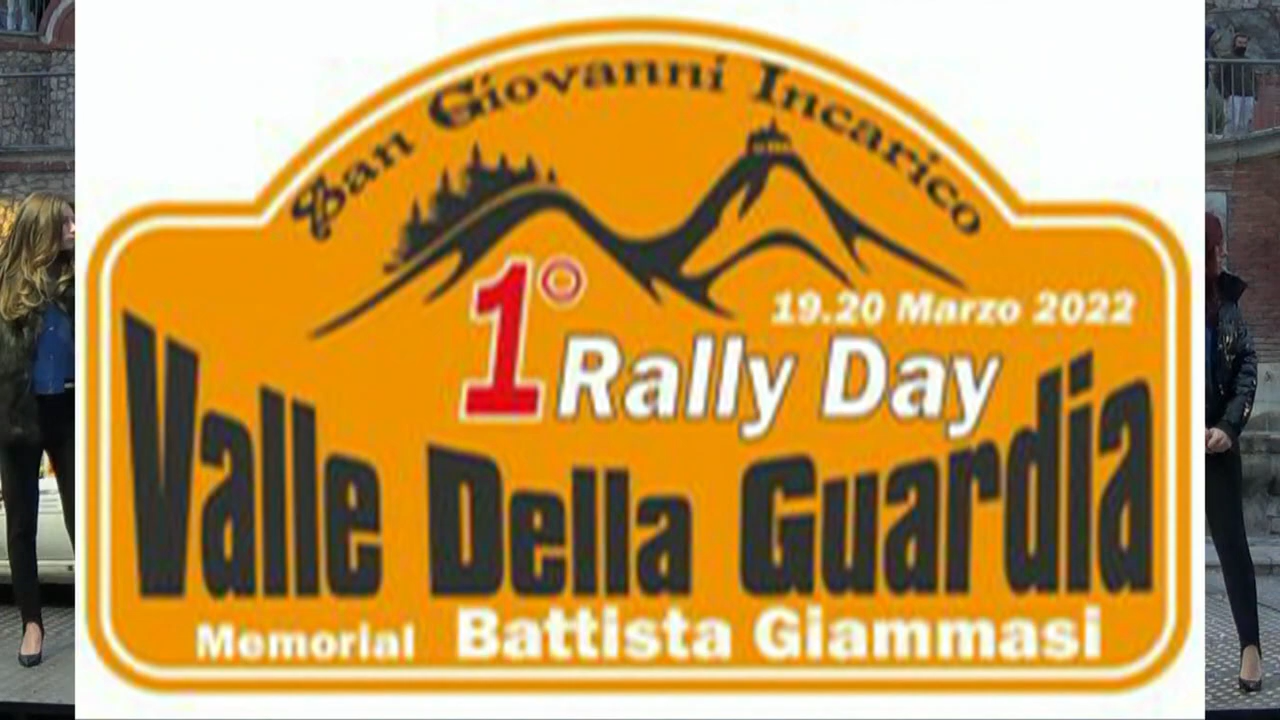 San Giovanni Incarico
19.20 Marzo 2022
1° Rally Day
Valle Della Guardia
Memorial Battista Giammasi